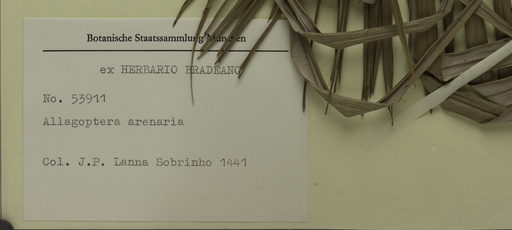 Botanische Staatssammlung München
ex HERBARIO BRADEANO
No. 53911
Allagoptera arenaria
Col. J.P. Lanna Sobrinho 1441